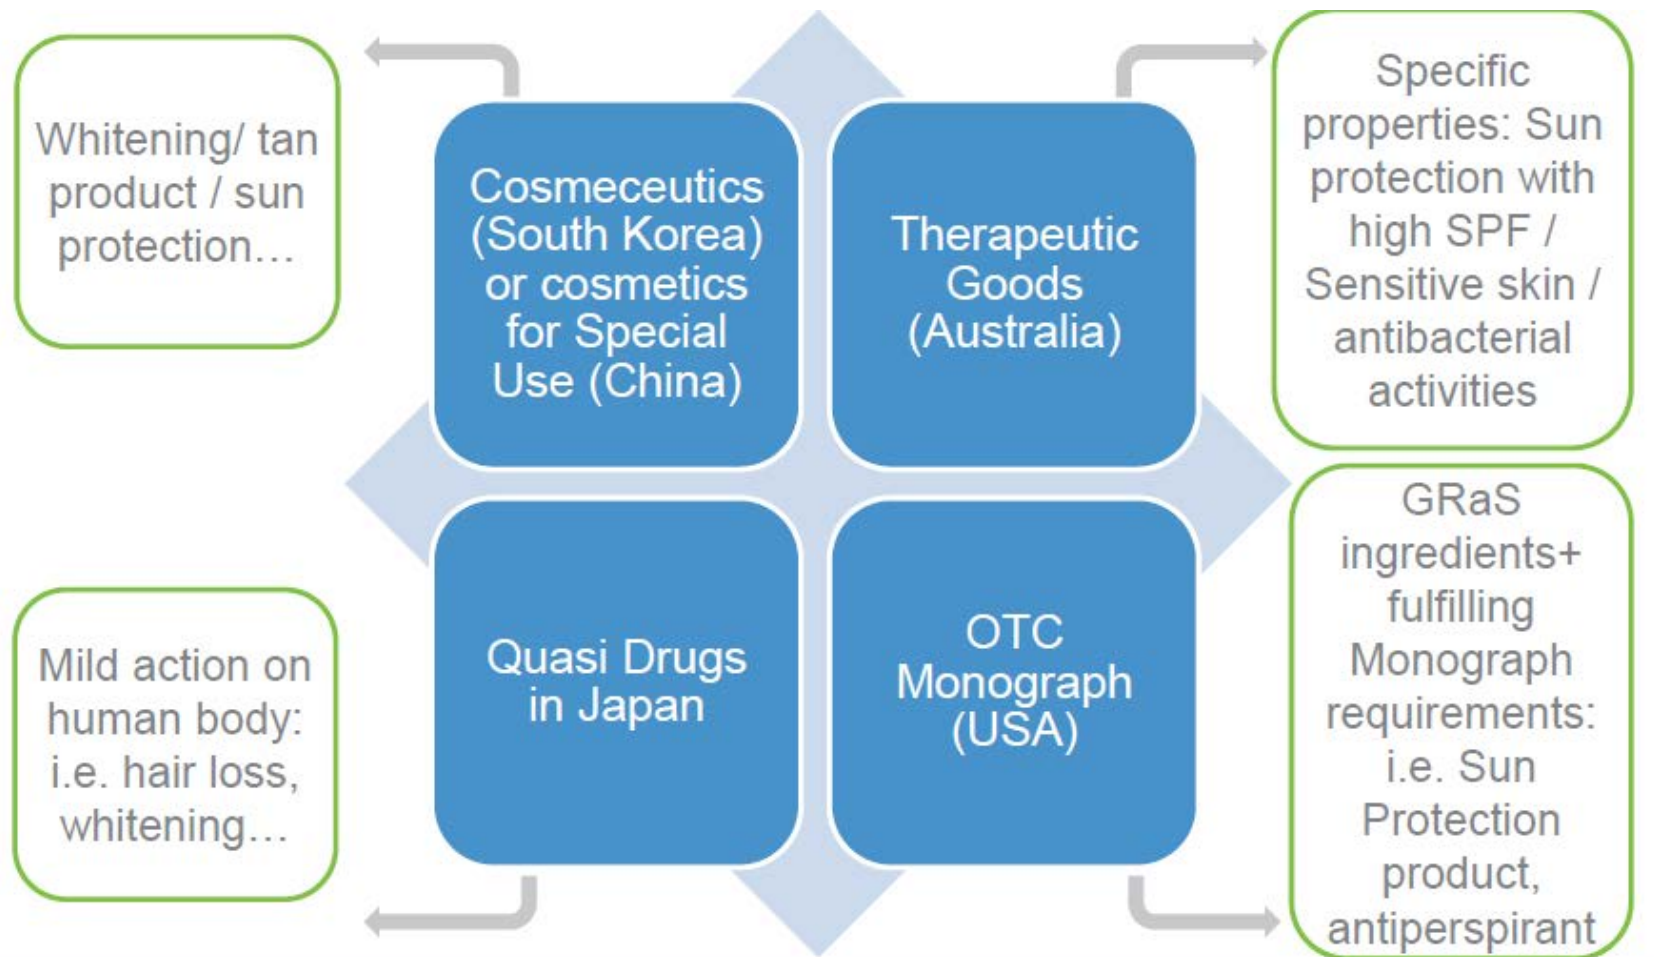 Whitening/ tan
product / sun
protection…
Cosmeceutics
(South Korea)
or cosmetics
for Special
Use (China)
Therapeutic
Goods
(Australia)
Specific
properties: Sun
protection with
high SPF /
Sensitive skin /
antibacterial
activities
Mild action on
human body:
i.e. hair loss,
whitening…
Quasi Drugs
in Japan
OTC
Monograph
(USA)
GRaS
ingredients+
fulfilling
Monograph
requirements:
i.e. Sun
Protection
product,
antiperspirant